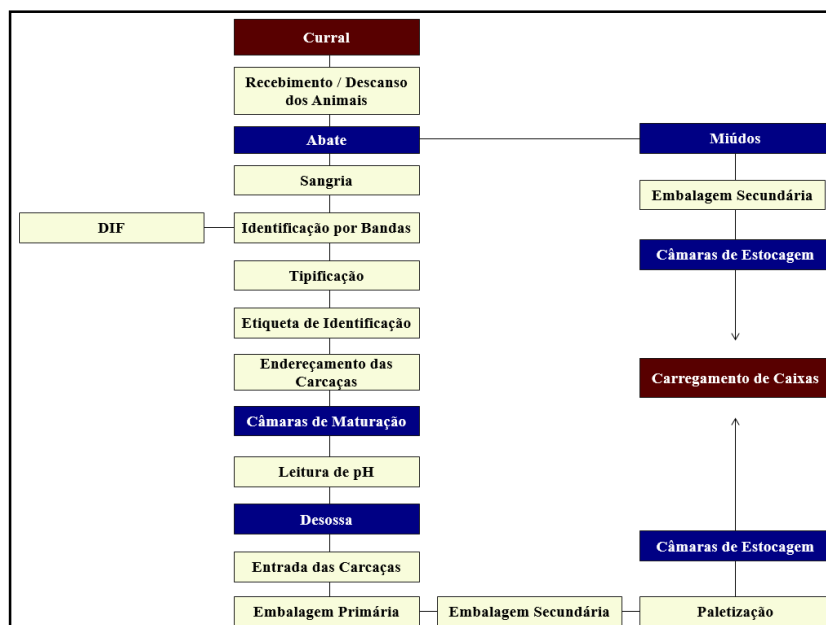 Curral
Recebimento / Descanso
dos Animais
Abate
Miúdos
Sangria
Embalagem Secundária
DIF
Identificação por Bandas
Câmaras de Estocagem
Tipificação
Etiqueta de Identificação
Endereçamento das
Carcaças
Carregamento de Caixas
Câmaras de Maturação
Leitura de pH
Desossa
Câmaras de Estocagem
Entrada das Carcaças
Embalagem Primária
Embalagem Secundária
Paletização